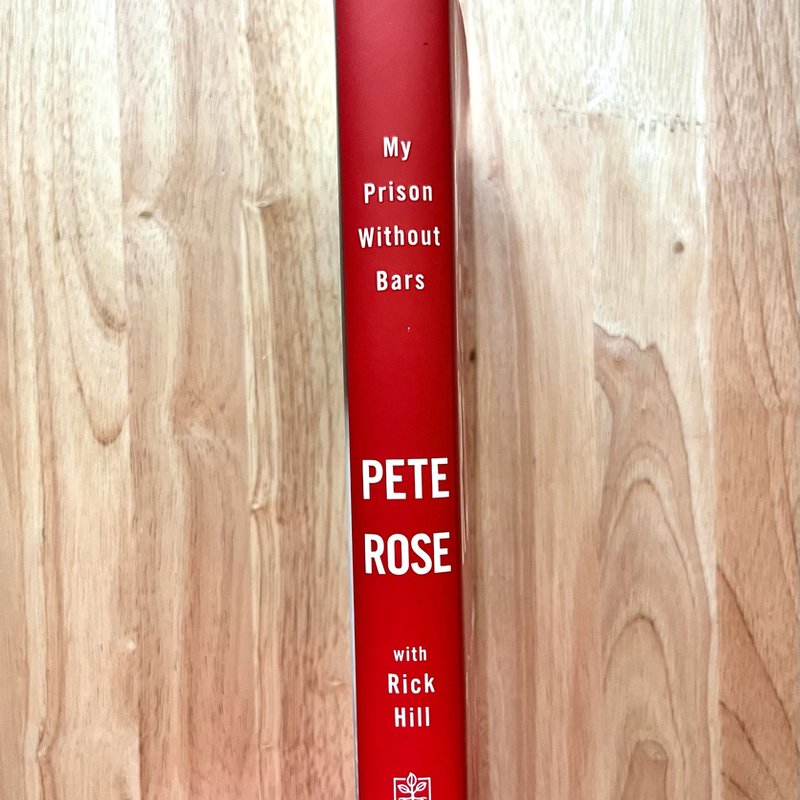 My
Prison
Without
Bars
PETE
ROSE
with
Rick
Hill